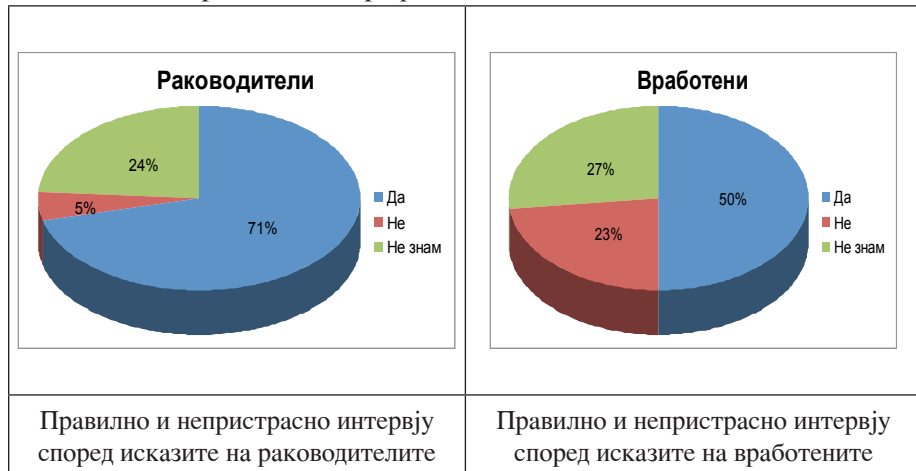 Раководители
24%
5%
71%
Да
Не
Не знам
Вработени
27%
23%
50%
Да
Не
Не знам
Правилно и непристрасно интервју
според исказите на раководителите
Правилно и непристрасно интервју
според исказите на вработените